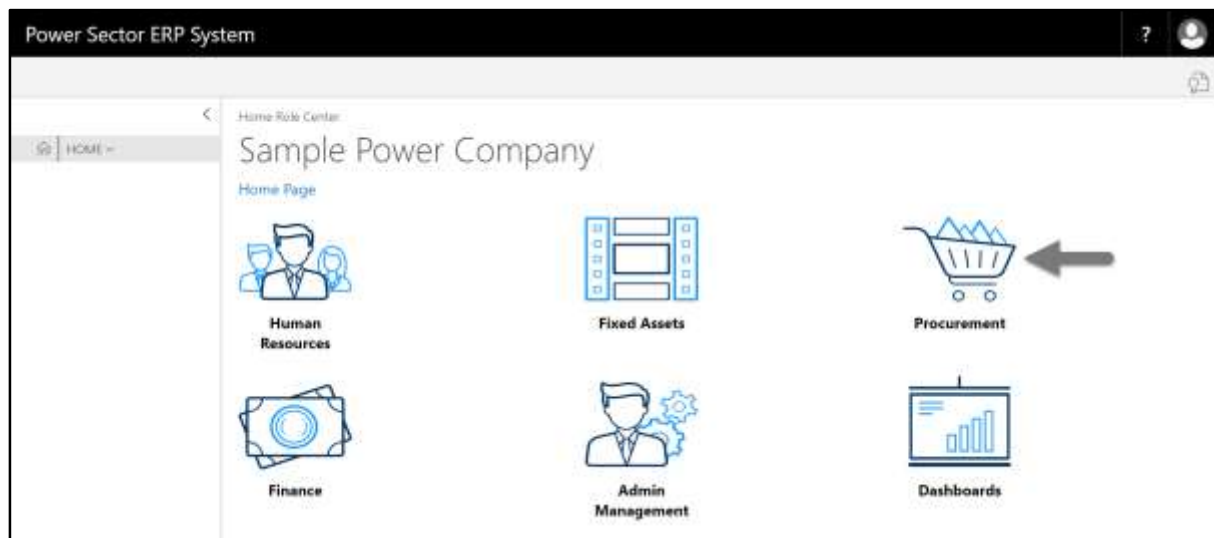 Power Sector ERP System
?
Home Role Center
HOME
Sample Power Company
Home Page
Human
Resources
Fixed Assets
Procurement
Finance
Admin
Management
Dashboards